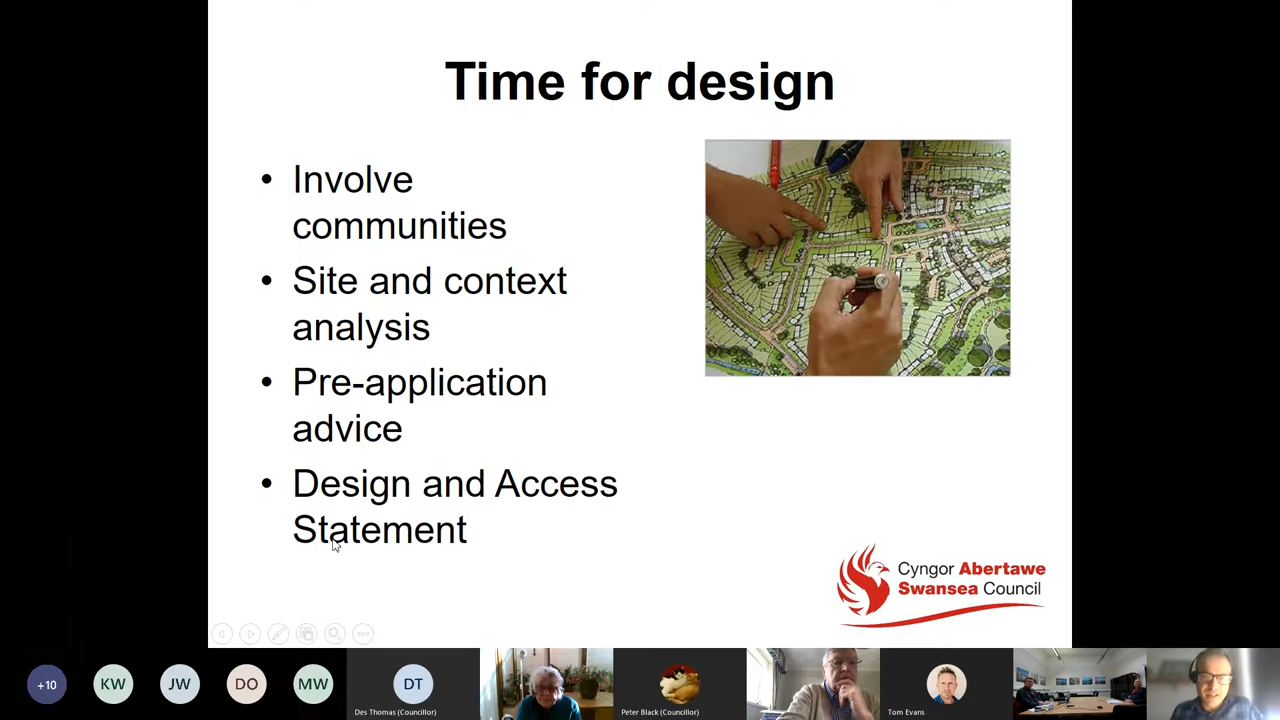 Time for design
• Involve
communities
• Site and context
analysis
• Pre-application
advice
• Design and Access
Statement
Cyngor Abertawe
Swansea Council
+10
KW
JW
DO
MW
DT
Des Thomas (Councillor)
Peter Black (Councillor)
Tom Evans